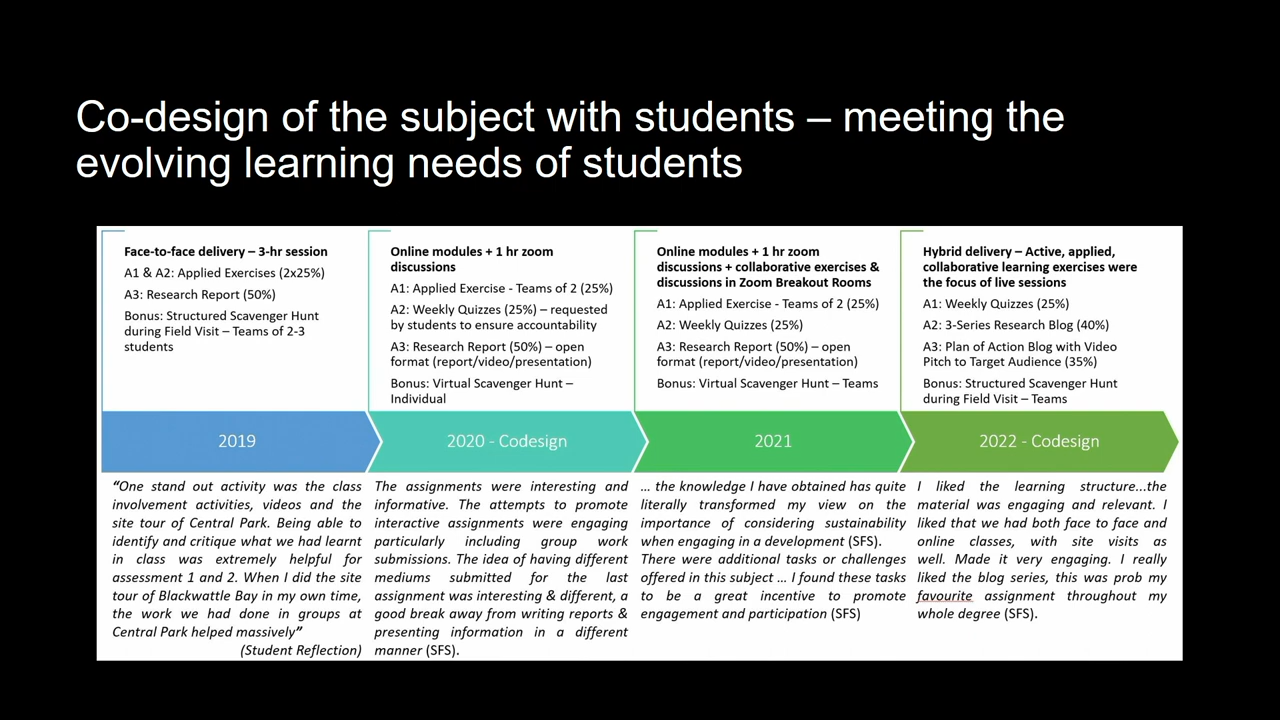 Co-design of the subject with students – meeting the
evolving learning needs of students
Face-to-face delivery – 3-hr session
A1 & A2: Applied Exercises (2x25%)
A3: Research Report (50%)
Bonus: Structured Scavenger Hunt
during Field Visit – Teams of 2-3
students
Online modules + 1 hr zoom
discussions
A1: Applied Exercise - Teams of 2 (25%)
A2: Weekly Quizzes (25%) – requested
by students to ensure accountability
A3: Research Report (50%) – open
format (report/video/presentation)
Bonus: Virtual Scavenger Hunt –
Individual
Online modules + 1 hr zoom
discussions + collaborative exercises &
discussions in Zoom Breakout Rooms
A1: Applied Exercise - Teams of 2 (25%)
A2: Weekly Quizzes (25%)
A3: Research Report (50%) – open
format (report/video/presentation)
Bonus: Virtual Scavenger Hunt – Teams
Hybrid delivery – Active, applied,
collaborative learning exercises were
the focus of live sessions
A1: Weekly Quizzes (25%)
A2: 3-Series Research Blog (40%)
A3: Plan of Action Blog with Video
Pitch to Target Audience (35%)
Bonus: Structured Scavenger Hunt
during Field Visit – Teams
2019
2020 - Codesign
2021
2022 - Codesign
“One stand out activity was the class
involvement activities, videos and the
site tour of Central Park. Being able to
identify and critique what we had learnt
in class was extremely helpful for
assessment 1 and 2. When I did the site
tour of Blackwattle Bay in my own time,
the work we had done in groups at
Central Park helped massively”
(Student Reflection)
The assignments were interesting and
informative. The attempts to promote
interactive assignments were engaging
particularly including group work
submissions. The idea of having different
mediums submitted for the last
assignment was interesting & different, a
good break away from writing reports &
presenting information in a different
manner (SFS).
… the knowledge I have obtained has quite
literally transformed my view on the
importance of considering sustainability
when engaging in a development (SFS).
There were additional tasks or challenges
offered in this subject … I found these tasks
to be a great incentive to promote
engagement and participation (SFS)
I liked the learning structure...the
material was engaging and relevant. I
liked that we had both face to face and
online classes, with site visits as
well. Made it very engaging. I really
liked the blog series, this was prob my
favourite assignment throughout my
whole degree (SFS).